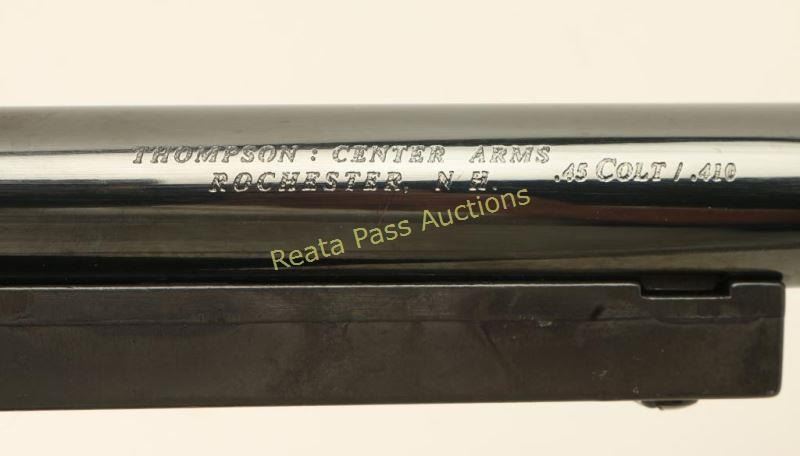 THOMPSON : CENTER ARMS
ROCHESTER, N H.
.45 COLT / .410
Reata Pass Auctions